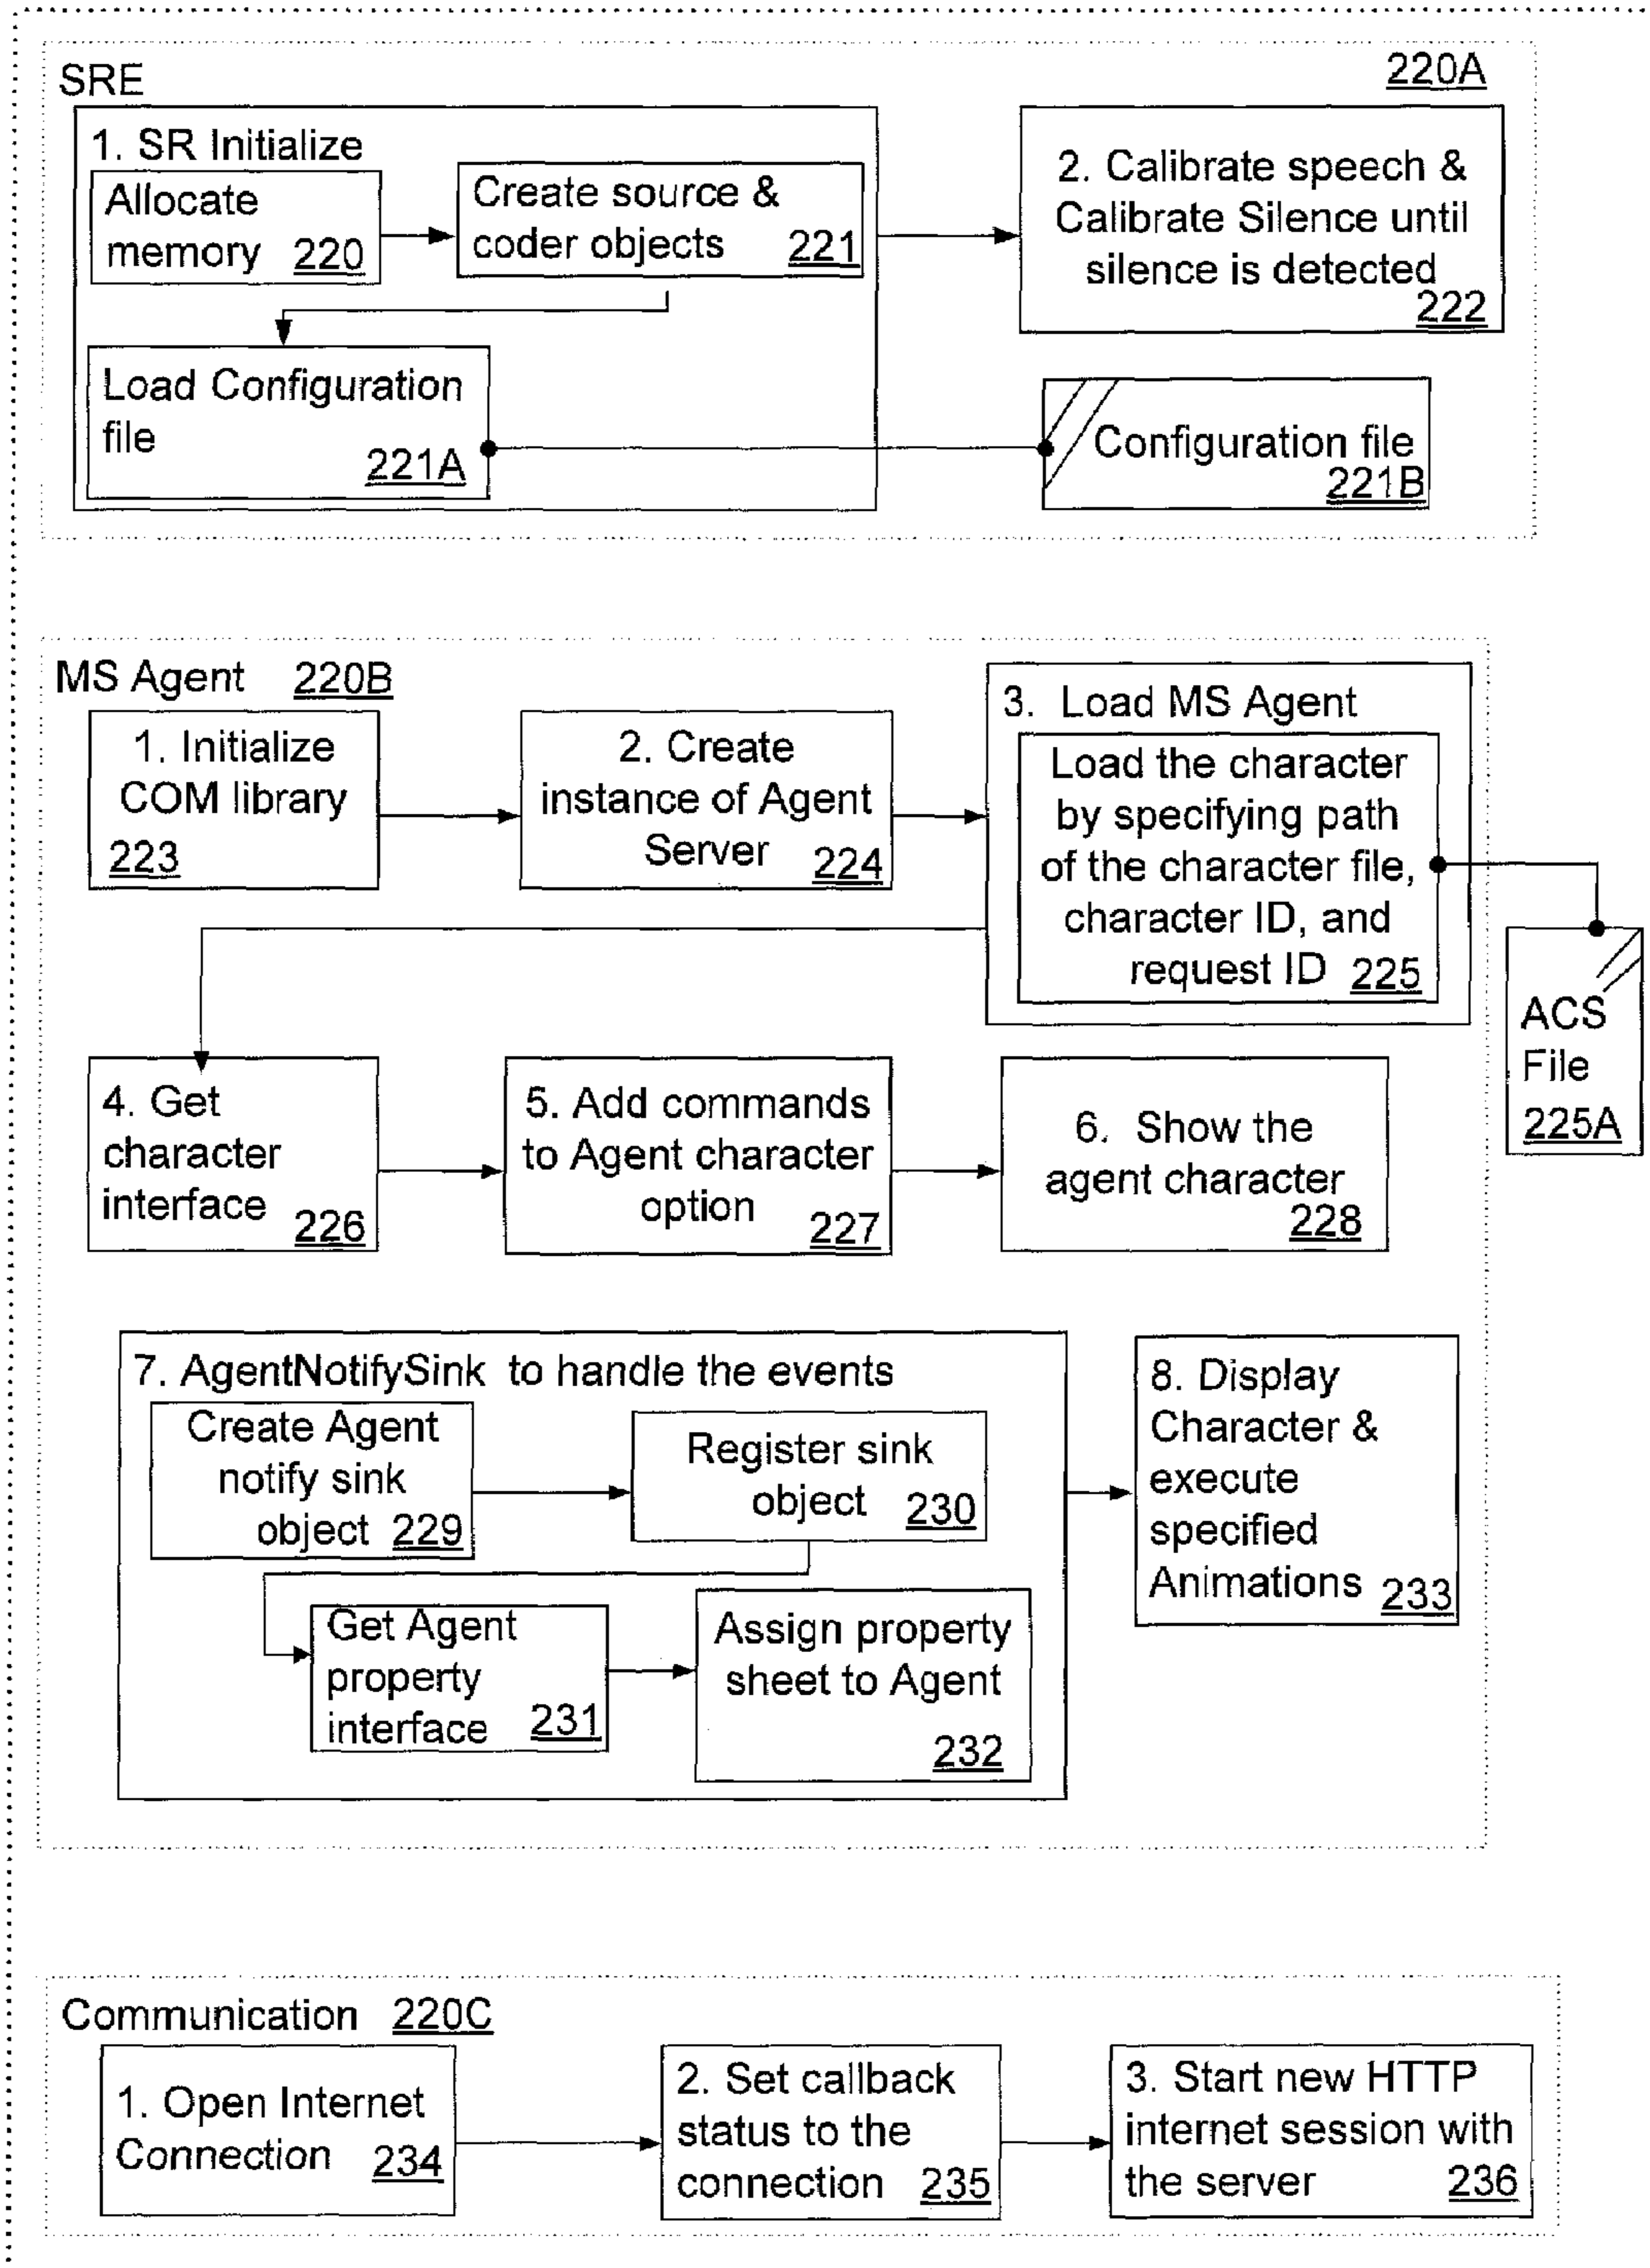 SRE
220A
1. SR Initialize
Allocate
memory 220
Create source &
coder objects 221
2. Calibrate speech &
Calibrate Silence until
silence is detected
222
Load Configuration
file
221A
Configuration file
221B
MS Agent 220B
1. Initialize
COM library
223
2. Create
instance of Agent
Server 224
3. Load MS Agent
Load the character
by specifying path
of the character file,
character ID, and
request ID 225
ACS
File
225A
4. Get
character
interface 226
5. Add commands
to Agent character
option 227
6. Show the
agent character
228
7. AgentNotifySink to handle the events
Create Agent
notify sink
object 229
Register sink
object 230
Get Agent
property
interface 231
Assign property
sheet to Agent
232
8. Display
Character &
execute
specified
Animations 233
Communication 220C
1. Open Internet
Connection 234
2. Set callback
status to the
connection 235
3. Start new HTTP
internet session with
the server 236